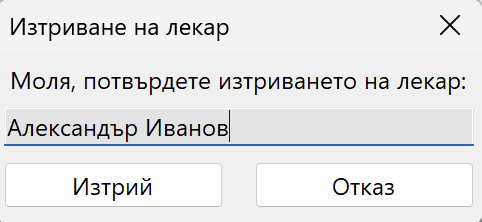 Изтриване на лекар
Моля, потвърдете изтриването на лекар:
Александър Иванов
Изтрий
Отказ